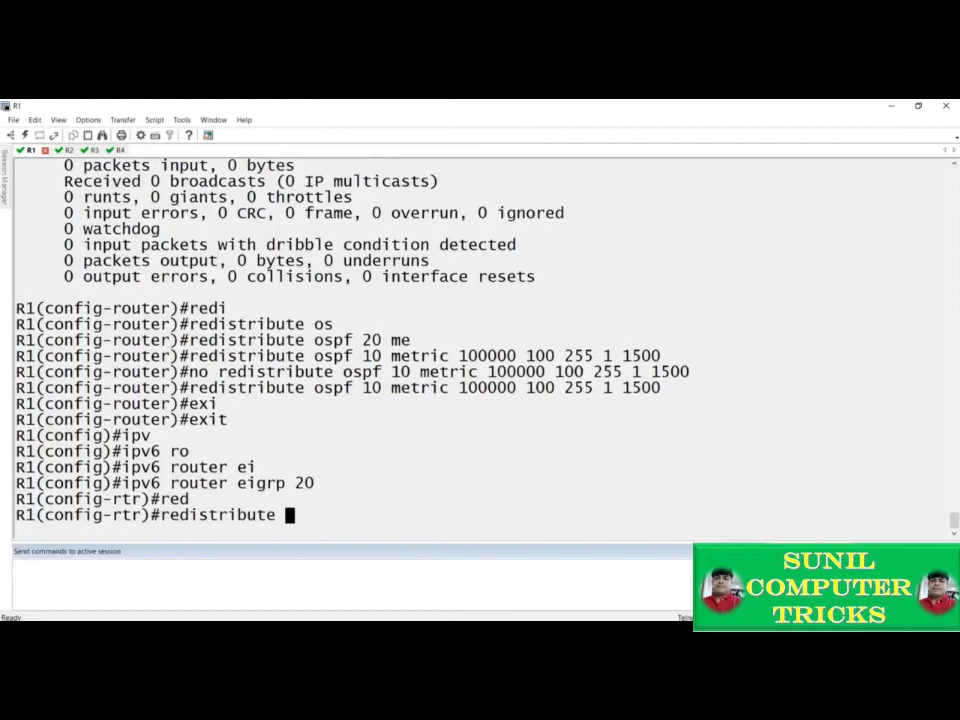 R1
File Edit View Options Transfer Script Tools Window Help
R1 R2 R3 R4
Session Manager
0 packets input, 0 bytes
Received 0 broadcasts (0 IP multicasts)
0 runts, 0 giants, 0 throttles
0 input errors, 0 CRC, 0 frame, 0 overrun, 0 ignored
0 watchdog
0 input packets with dribble condition detected
0 packets output, 0 bytes, 0 underruns
0 output errors, 0 collisions, 0 interface resets
R1(config-router)#redi
R1(config-router)#redistribute os
R1(config-router)#redistribute ospf 20 me
R1(config-router)#redistribute ospf 10 metric 100000 100 255 1 1500
R1(config-router)#no redistribute ospf 10 metric 100000 100 255 1 1500
R1(config-router)#redistribute ospf 10 metric 100000 100 255 1 1500
R1(config-router)#exi
R1(config-router)#exit
R1(config)#ipv
R1(config)#ipv6 ro
R1(config)#ipv6 router ei
R1(config)#ipv6 router eigrp 20
R1(config-rtr)#red
R1(config-rtr)#redistribute
Send commands to active session
SUNIL
COMPUTER
TRICKS
Ready